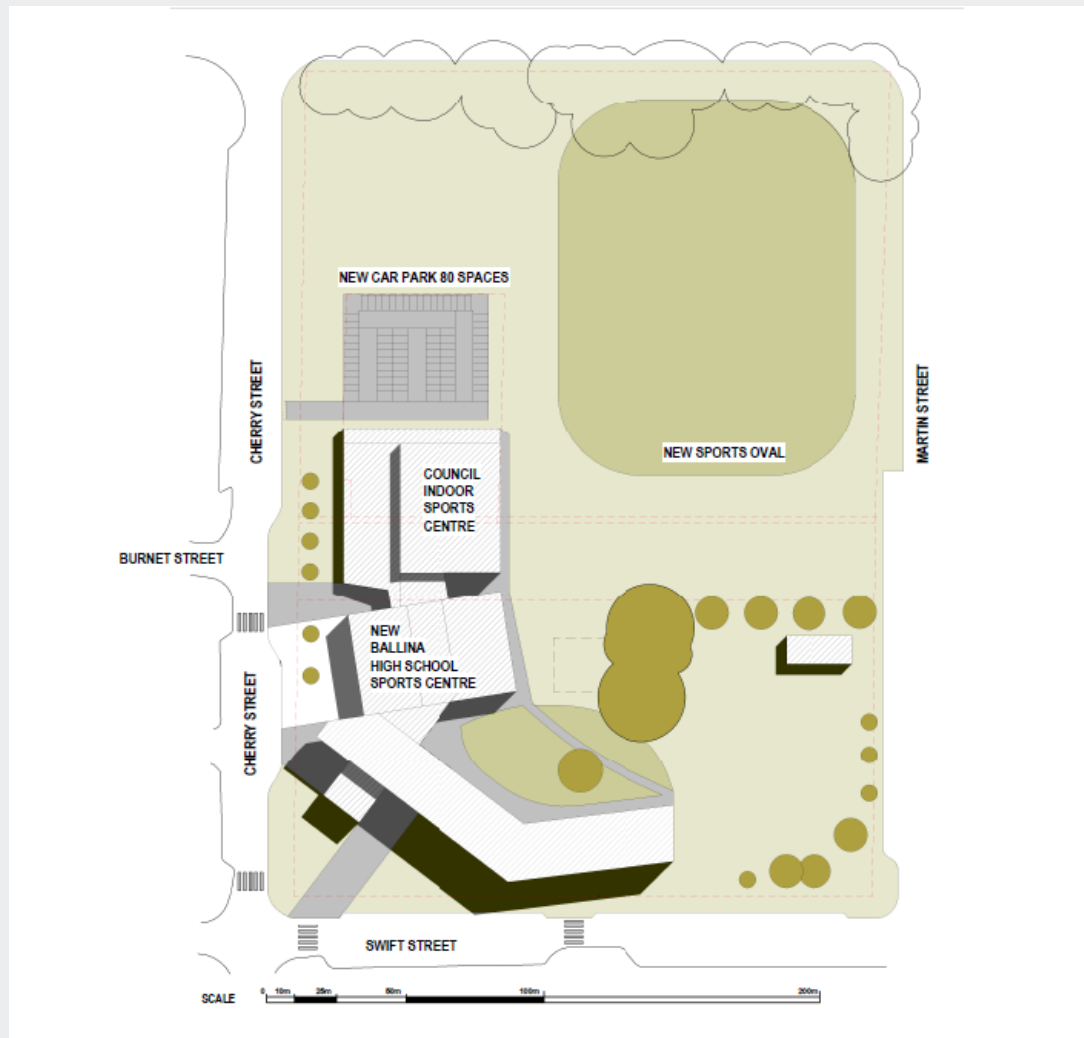 NEW CAR PARK 80 SPACES
CHERRY STREET
MARTIN STREET
NEW SPORTS OVAL
COUNCIL
INDOOR
SPORTS
CENTRE
BURNET STREET
NEW
BALLINA
HIGH SCHOOL
SPORTS CENTRE
CHERRY STREET
SWIFT STREET
SCALE
0 10m 25m 50m 100m 200m